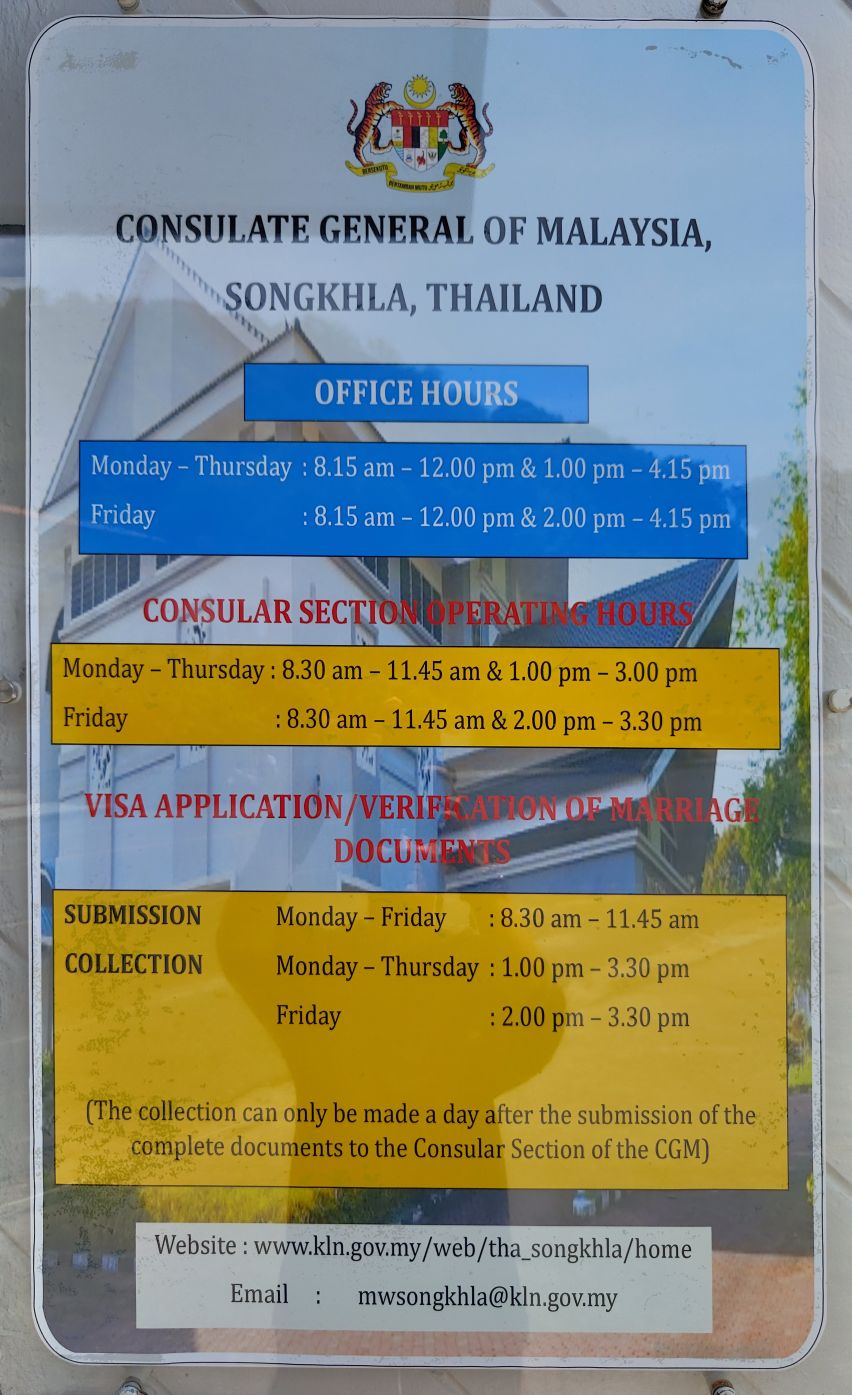 BERSEKUTU
BERTAMBAH MUTU
CONSULATE GENERAL OF MALAYSIA,
SONGKHLA, THAILAND
OFFICE HOURS
Monday – Thursday : 8.15 am – 12.00 pm & 1.00 pm – 4.15 pm
Friday : 8.15 am – 12.00 pm & 2.00 pm – 4.15 pm
CONSULAR SECTION OPERATING HOURS
Monday – Thursday : 8.30 am – 11.45 am & 1.00 pm – 3.00 pm
Friday : 8.30 am – 11.45 am & 2.00 pm – 3.30 pm
VISA APPLICATION/VERIFICATION OF MARRIAGE
DOCUMENTS
SUBMISSION Monday – Friday : 8.30 am – 11.45 am
COLLECTION Monday – Thursday : 1.00 pm – 3.30 pm
Friday : 2.00 pm – 3.30 pm
(The collection can only be made a day after the submission of the
complete documents to the Consular Section of the CGM)
Website : www.kln.gov.my/web/tha_songkhla/home
Email : mwsongkhla@kln.gov.my